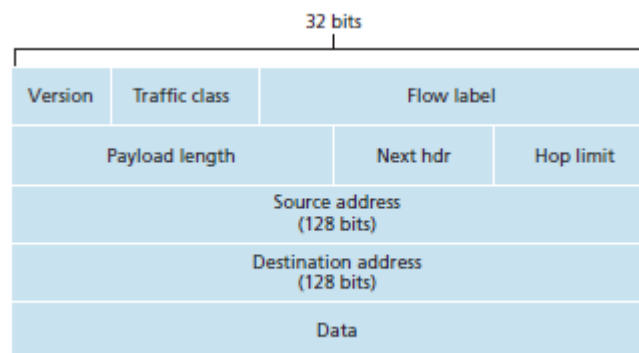 32 bits
Version Traffic class Flow label
Payload length Next hdr Hop limit
Source address
(128 bits)
Destination address
(128 bits)
Data